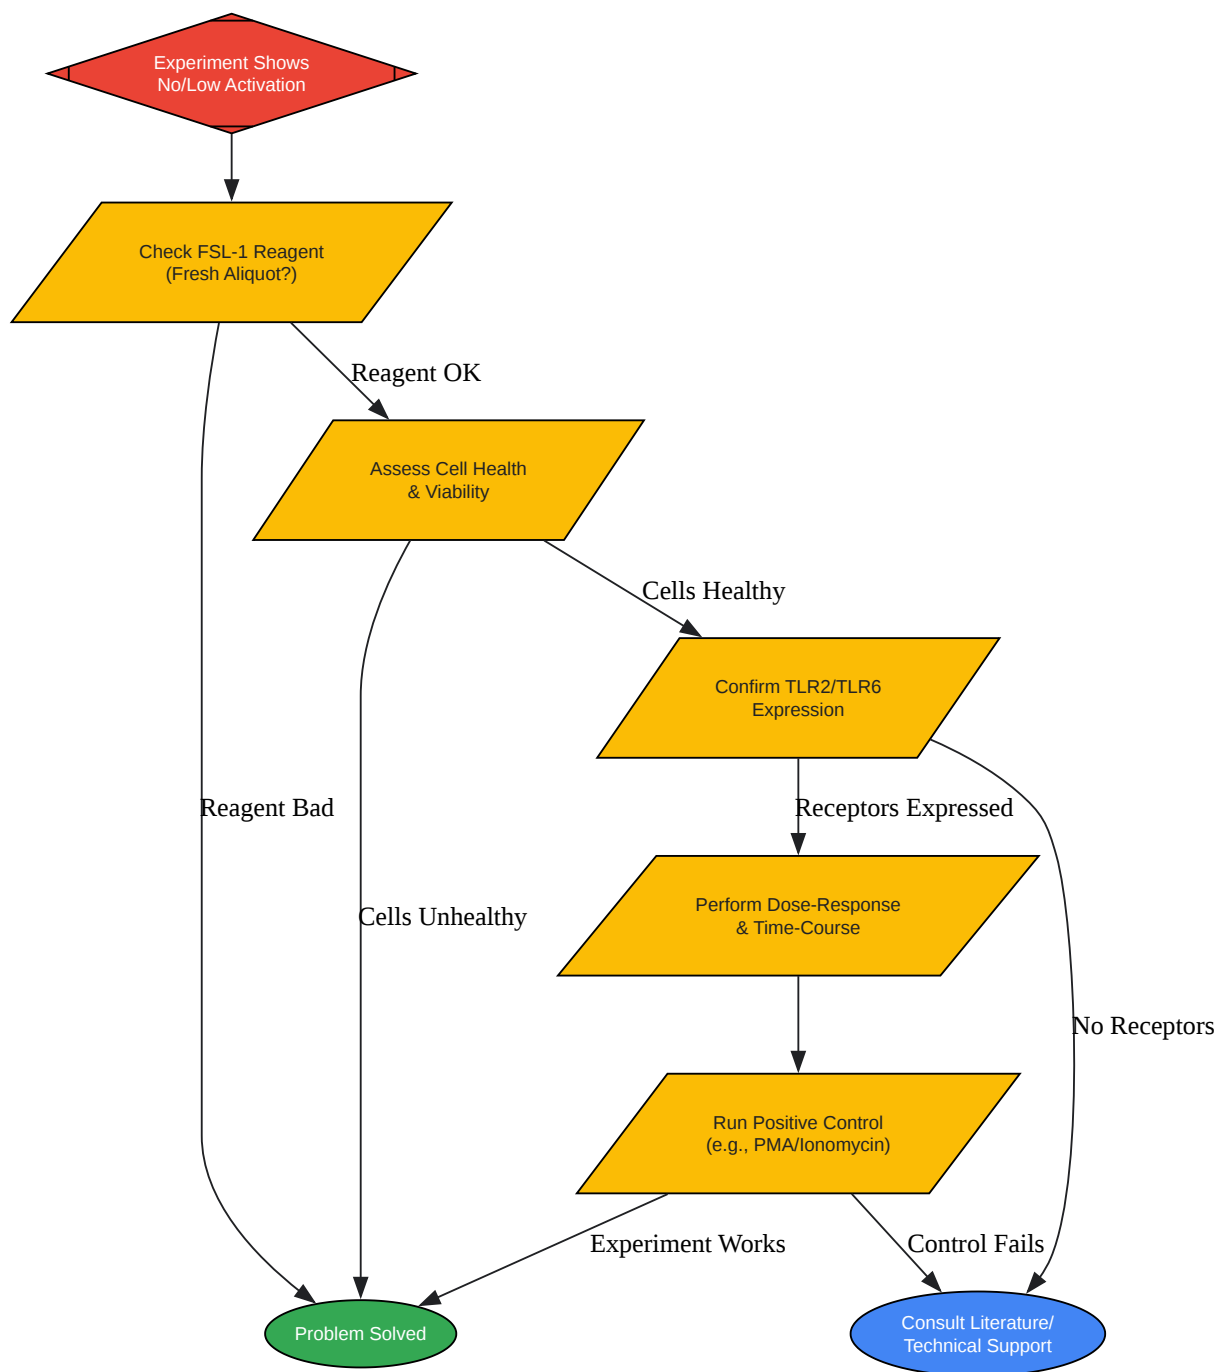 Experiment Shows
No/Low Activation
Check FSL-1 Reagent
(Fresh Aliquot?)
Reagent OK
Assess Cell Health
& Viability
Cells Healthy
Confirm TLR2/TLR6
Expression
Reagent Bad
Receptors Expressed
Perform Dose-Response
& Time-Course
Cells Unhealthy
No Receptors
Run Positive Control
(e.g., PMA/Ionomycin)
Experiment Works
Control Fails
Problem Solved
Consult Literature/
Technical Support